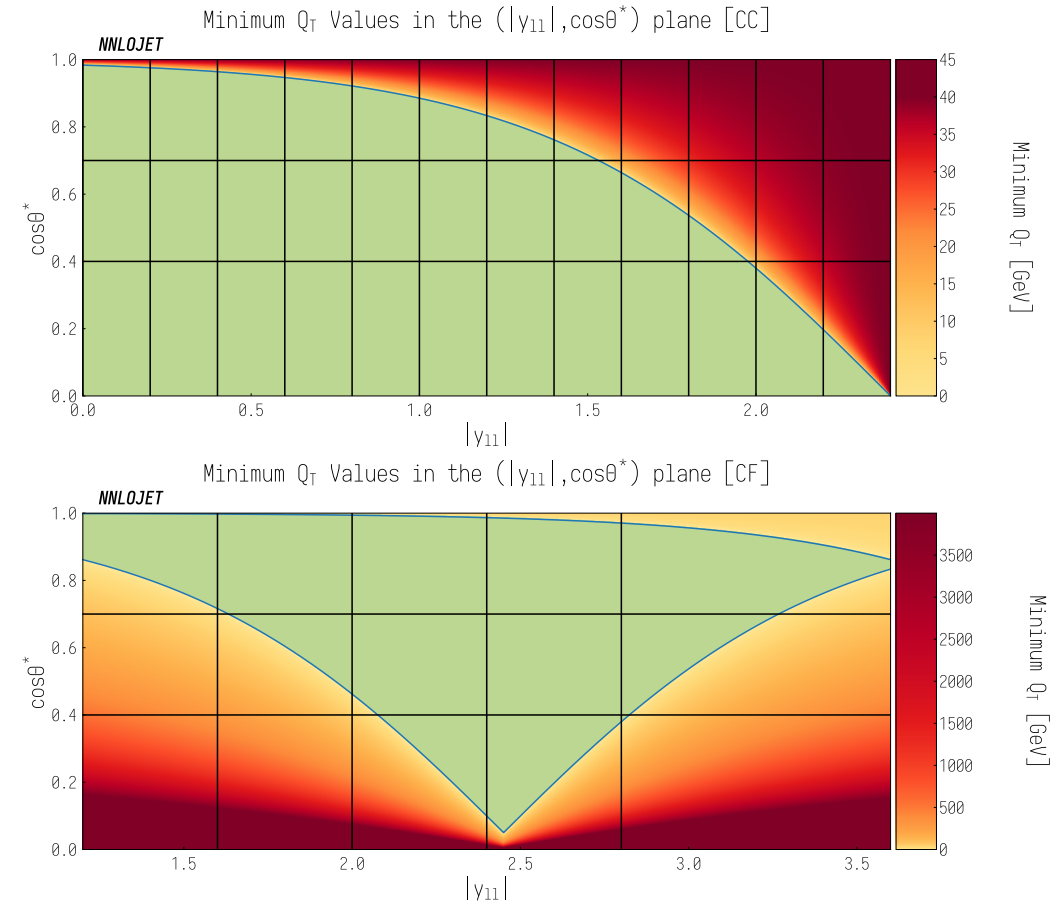 Minimum Q_T Values in the (|y_ll|,cosθ*) plane [CC]
NNLOJET
1.0
0.8
0.6
0.4
0.2
0.0
cosθ*
0.0 0.5 1.0 1.5 2.0
|y_ll|
45
40
35
30
25
20
15
10
5
0
Minimum Q_T [GeV]
Minimum Q_T Values in the (|y_ll|,cosθ*) plane [CF]
NNLOJET
1.0
0.8
0.6
0.4
0.2
0.0
cosθ*
1.5 2.0 2.5 3.0 3.5
|y_ll|
3500
3000
2500
2000
1500
1000
500
0
Minimum Q_T [GeV]